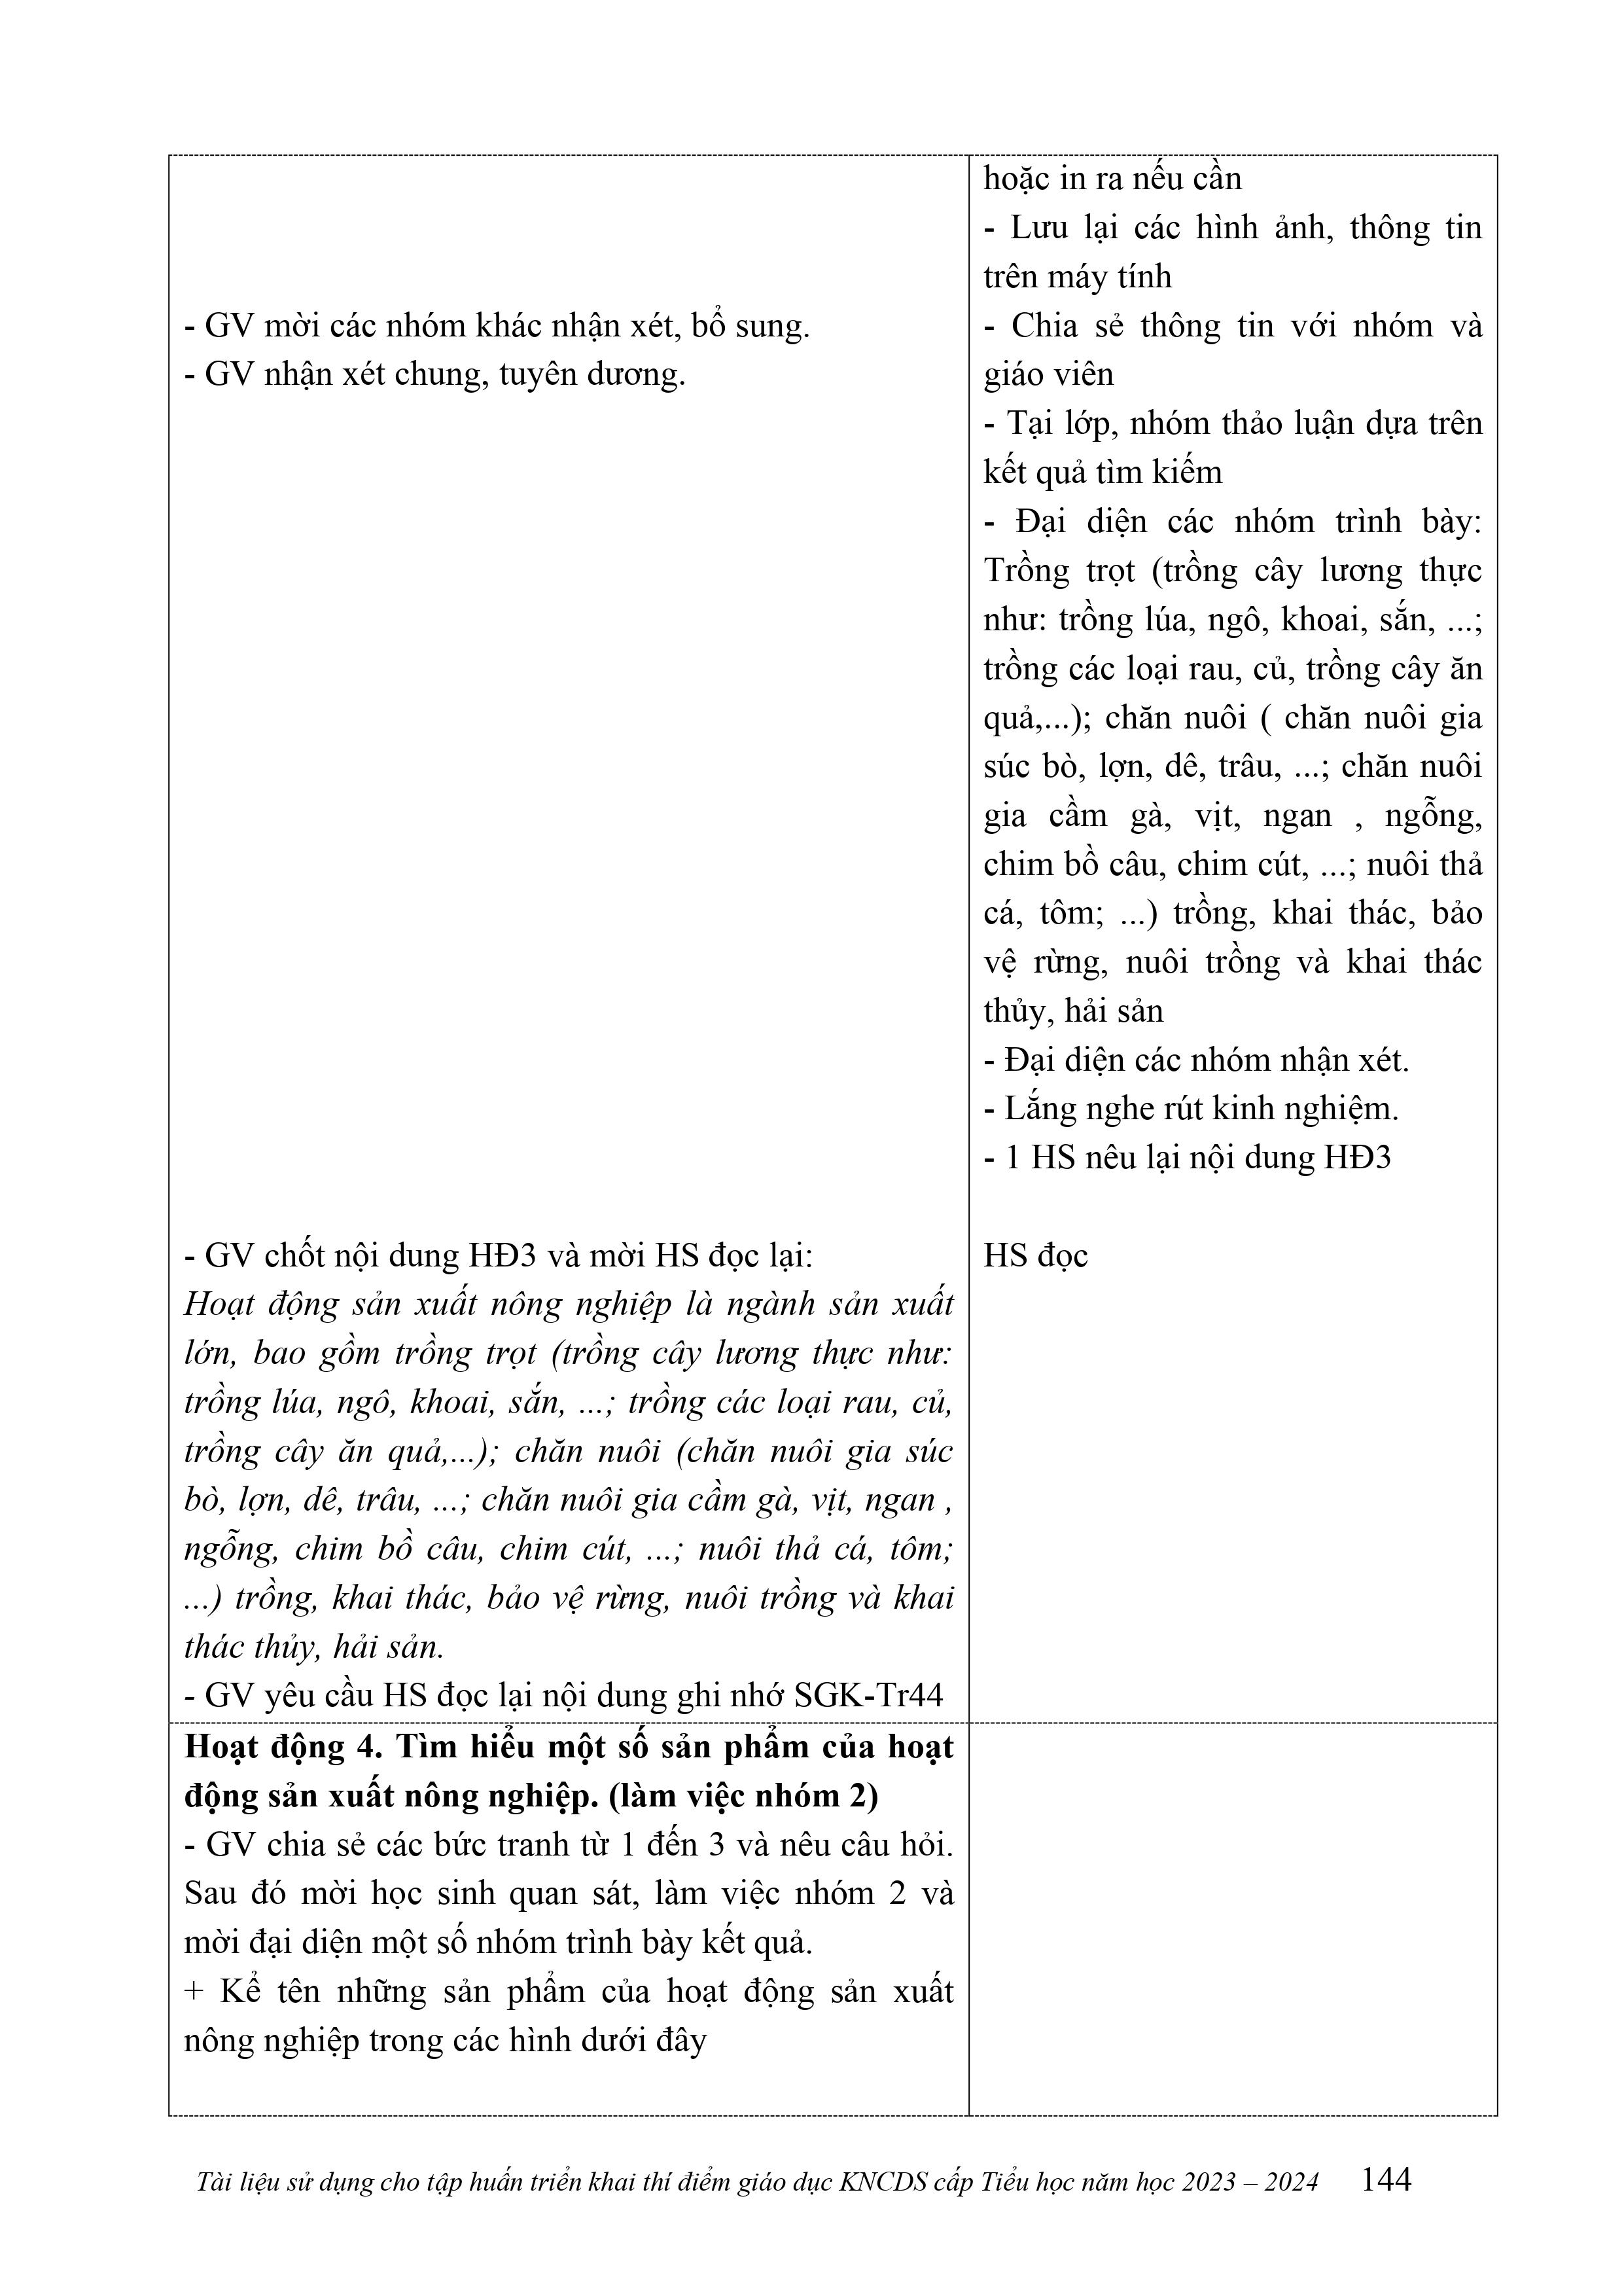 - GV mời các nhóm khác nhận xét, bổ sung.
- GV nhận xét chung, tuyên dương.
- GV chốt nội dung HĐ3 và mời HS đọc lại:
Hoạt động sản xuất nông nghiệp là ngành sản xuất
lớn, bao gồm trồng trọt (trồng cây lương thực như:
trồng lúa, ngô, khoai, sắn, ...; trồng các loại rau, củ,
trồng cây ăn quả,...); chăn nuôi (chăn nuôi gia súc
bò, lợn, dê, trâu, ...; chăn nuôi gia cầm gà, vịt, ngan ,
ngỗng, chim bồ câu, chim cút, ...; nuôi thả cá, tôm;
...) trồng, khai thác, bảo vệ rừng, nuôi trồng và khai
thác thủy, hải sản.
- GV yêu cầu HS đọc lại nội dung ghi nhớ SGK-Tr44
hoặc in ra nếu cần
- Lưu lại các hình ảnh, thông tin
trên máy tính
- Chia sẻ thông tin với nhóm và
giáo viên
- Tại lớp, nhóm thảo luận dựa trên
kết quả tìm kiếm
- Đại diện các nhóm trình bày:
Trồng trọt (trồng cây lương thực
như: trồng lúa, ngô, khoai, sắn, ...;
trồng các loại rau, củ, trồng cây ăn
quả,...); chăn nuôi ( chăn nuôi gia
súc bò, lợn, dê, trâu, ...; chăn nuôi
gia cầm gà, vịt, ngan , ngỗng,
chim bồ câu, chim cút, ...; nuôi thả
cá, tôm; ...) trồng, khai thác, bảo
vệ rừng, nuôi trồng và khai thác
thủy, hải sản
- Đại diện các nhóm nhận xét.
- Lắng nghe rút kinh nghiệm.
- 1 HS nêu lại nội dung HĐ3
HS đọc
Hoạt động 4. Tìm hiểu một số sản phẩm của hoạt
động sản xuất nông nghiệp. (làm việc nhóm 2)
- GV chia sẻ các bức tranh từ 1 đến 3 và nêu câu hỏi.
Sau đó mời học sinh quan sát, làm việc nhóm 2 và
mời đại diện một số nhóm trình bày kết quả.
+ Kể tên những sản phẩm của hoạt động sản xuất
nông nghiệp trong các hình dưới đây
Tài liệu sử dụng cho tập huấn triển khai thí điểm giáo dục KNCDS cấp Tiểu học năm học 2023 – 2024 144